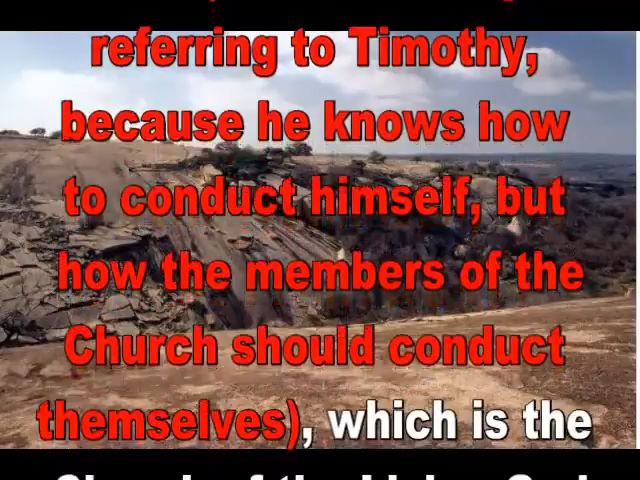 referring to Timothy,
because he knows how
to conduct himself, but
how the members of the
Church should conduct
themselves), which is the